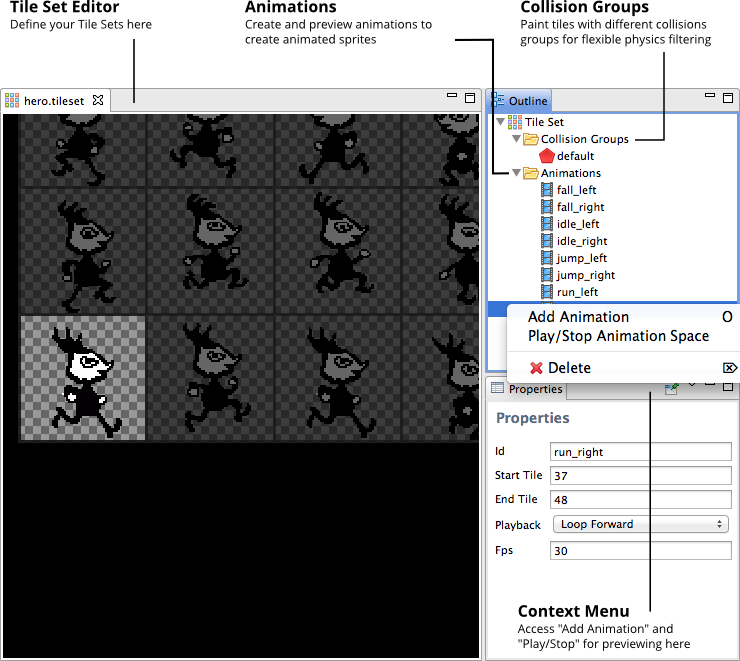 Tile Set Editor
Define your Tile Sets here
Animations
Create and preview animations to
create animated sprites
Collision Groups
Paint tiles with different collisions
groups for flexible physics filtering
hero.tileset
Outline
Tile Set
Collision Groups
default
Animations
fall_left
fall_right
idle_left
idle_right
jump_left
jump_right
run_left
Add Animation O
Play/Stop Animation Space
Delete
Properties
Properties
Id run_right
Start Tile 37
End Tile 48
Playback Loop Forward
Fps 30
Context Menu
Access "Add Animation" and
"Play/Stop" for previewing here